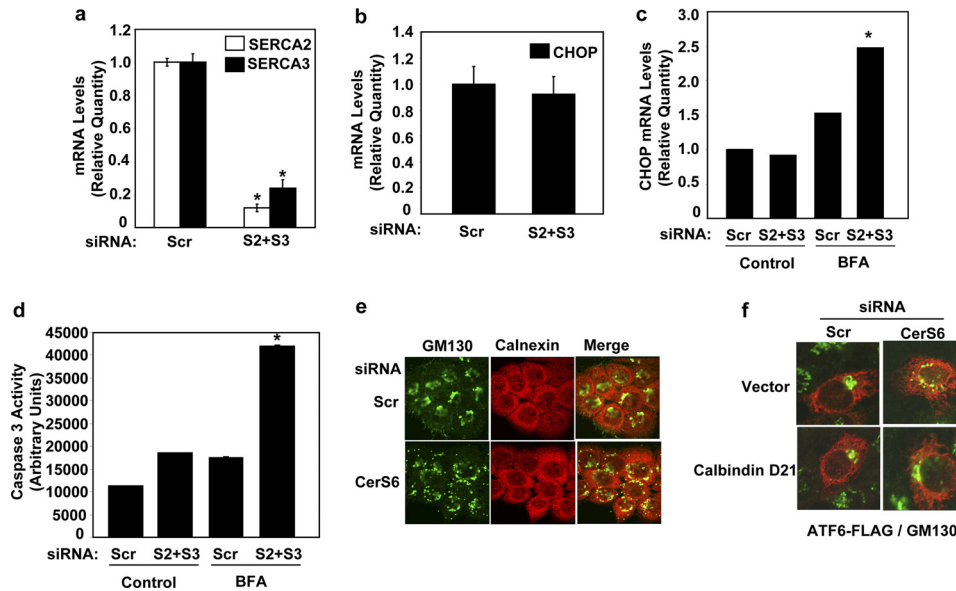 a
mRNA Levels
(Relative Quantity)
1.2
1.0
0.8
0.6
0.4
0.2
0
SERCA2
SERCA3
*
*
siRNA:
Scr
S2+S3
b
mRNA Levels
(Relative Quantity)
1.4
1.2
1.0
0.8
0.6
0.4
0.2
0
CHOP
siRNA:
Scr
S2+S3
c
CHOP mRNA Levels
(Relative Quantity)
3.0
2.5
2.0
1.5
1.0
.5
0
*
siRNA:
Scr S2+S3 Scr S2+S3
Control
BFA
d
Caspase 3 Activity
(Arbitrary Units)
45000
40000
35000
30000
25000
20000
15000
10000
5000
0
*
siRNA:
Scr S2+S3 Scr S2+S3
Control
BFA
e
GM130 Calnexin Merge
siRNA
Scr
CerS6
f
siRNA
Scr CerS6
Vector
Calbindin D21
ATF6-FLAG / GM130